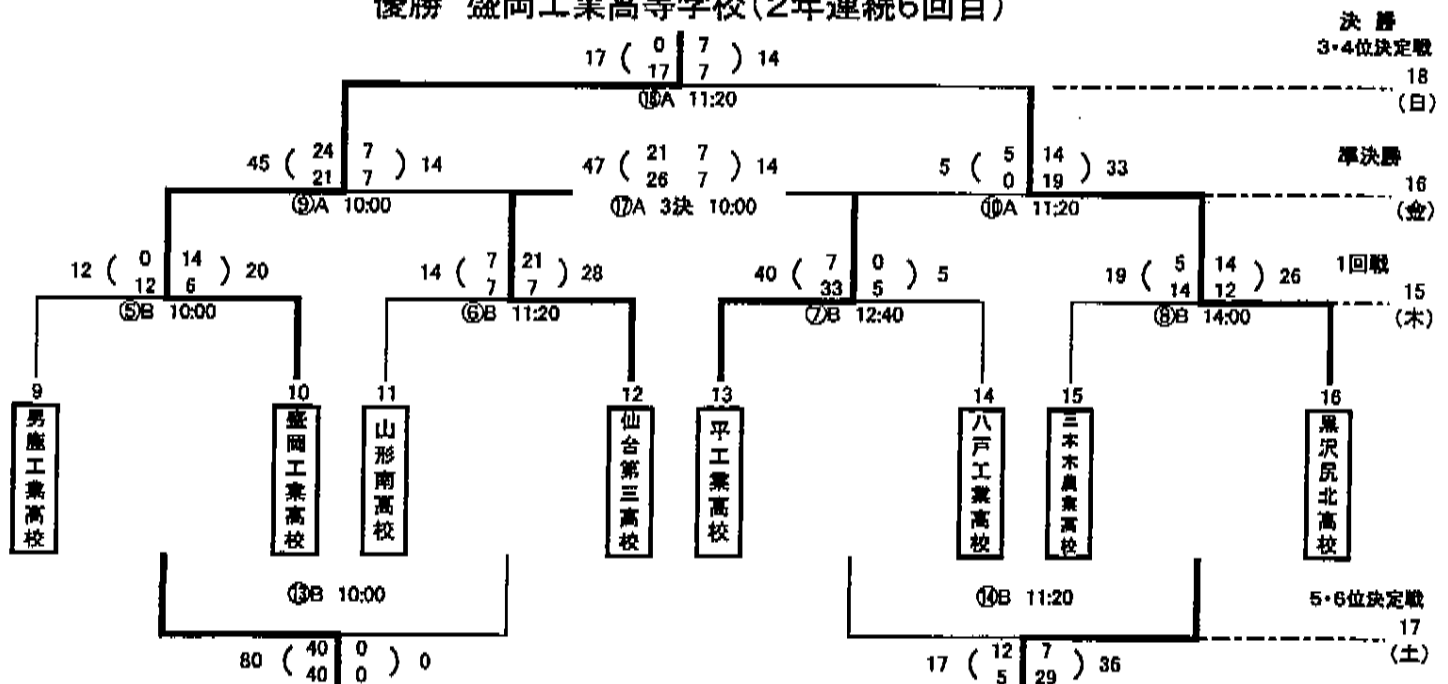 優勝 盛岡工業高等学校(2年連続6回目)
決勝
3・4位決定戦
18
(日)
17 ( 0 7 ) 14
17 7
⑱A 11:20
準決勝
16
(金)
45 ( 24 7 ) 14
21 7
⑨A 10:00
47 ( 21 7 ) 14
26 7
⑰A 3決 10:00
5 ( 5 14 ) 33
0 19
⑩A 11:20
1回戦
15
(木)
12 ( 0 14 ) 20
12 6
⑤B 10:00
14 ( 7 21 ) 28
7 7
⑥B 11:20
40 ( 7 0 ) 5
33 5
⑦B 12:40
19 ( 5 14 ) 26
14 12
⑧B 14:00
9
男鹿工業高校
10
盛岡工業高校
11
山形南高校
12
仙台第三高校
13
平工業高校
14
八戸工業高校
15
三本木農業高校
16
黒沢尻北高校
⑬B 10:00
⑭B 11:20
5・6位決定戦
17
(土)
80 ( 40 0 ) 0
40 0
17 ( 12 7 ) 36
5 29